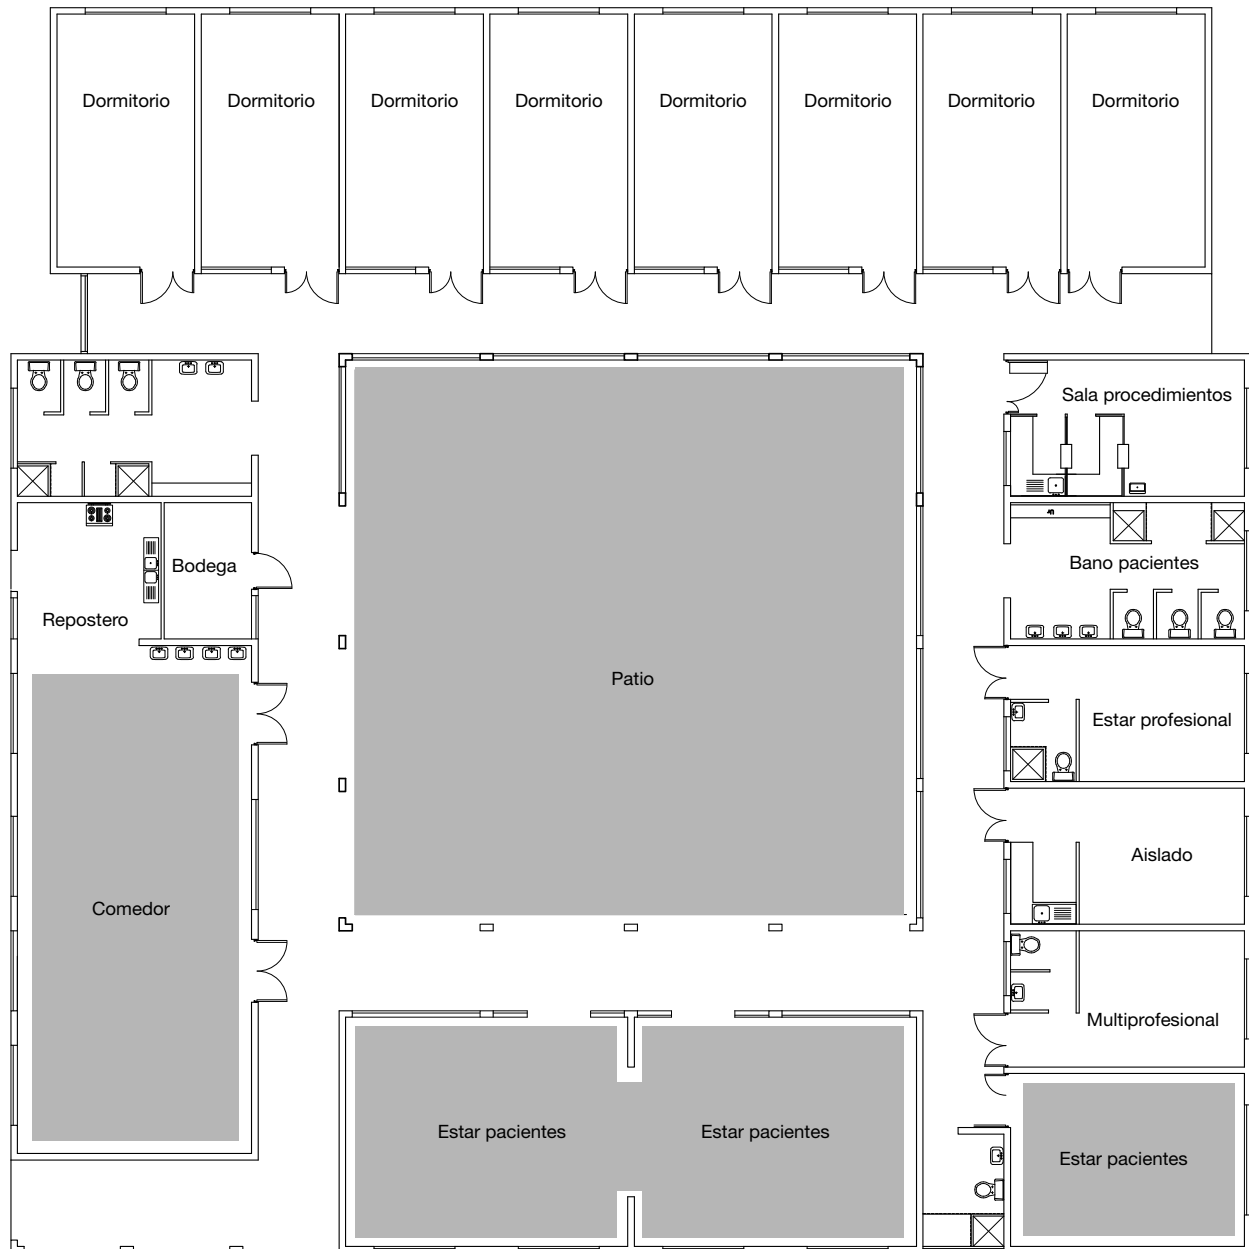 Dormitorio
Dormitorio
Dormitorio
Dormitorio
Dormitorio
Dormitorio
Dormitorio
Dormitorio
Sala procedimientos
Bodega
Bano pacientes
Repostero
Patio
Estar profesional
Aislado
Comedor
Multiprofesional
Estar pacientes
Estar pacientes
Estar pacientes